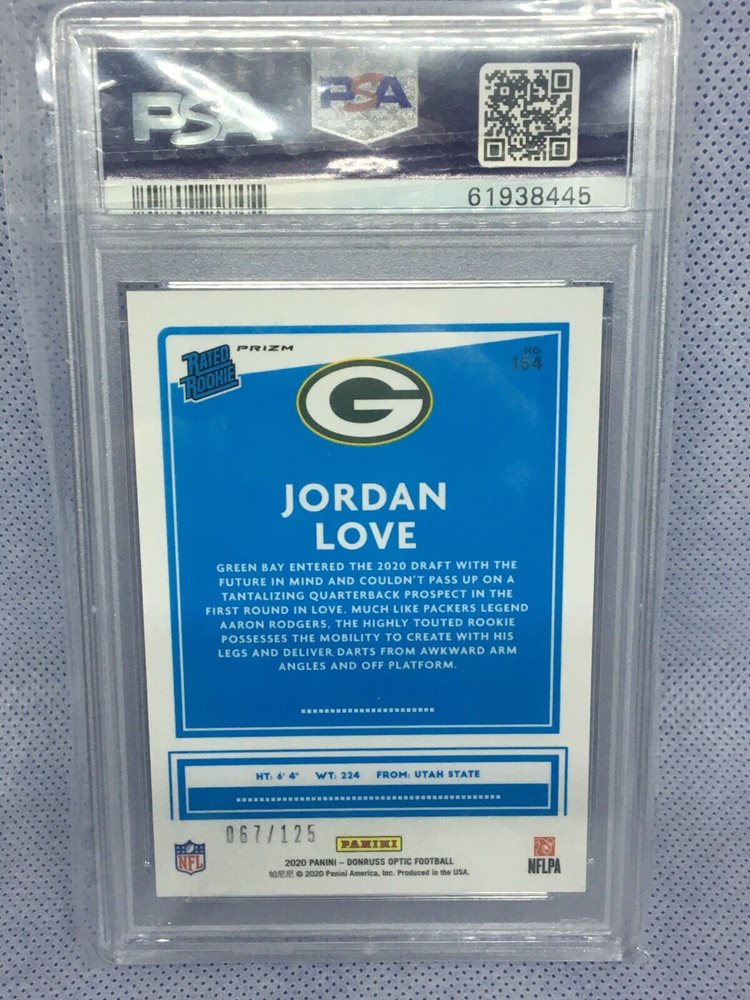 PSA
PSA
61938445
RATED ROOKIE
PRIZM
NO
154
G
JORDAN
LOVE
GREEN BAY ENTERED THE 2020 DRAFT WITH THE
FUTURE IN MIND AND COULDN'T PASS UP ON A
TANTALIZING QUARTERBACK PROSPECT IN THE
FIRST ROUND IN LOVE. MUCH LIKE PACKERS LEGEND
AARON RODGERS, THE HIGHLY TOUTED ROOKIE
POSSESSES THE MOBILITY TO CREATE WITH HIS
LEGS AND DELIVER DARTS FROM AWKWARD ARM
ANGLES AND OFF PLATFORM.
HT: 6' 4" WT: 224 FROM: UTAH STATE
067/125
NFL
PANINI
NFLPA
2020 PANINI – DONRUSS OPTIC FOOTBALL
帕尼尼 © 2020 Panini America, Inc. Produced in the USA.